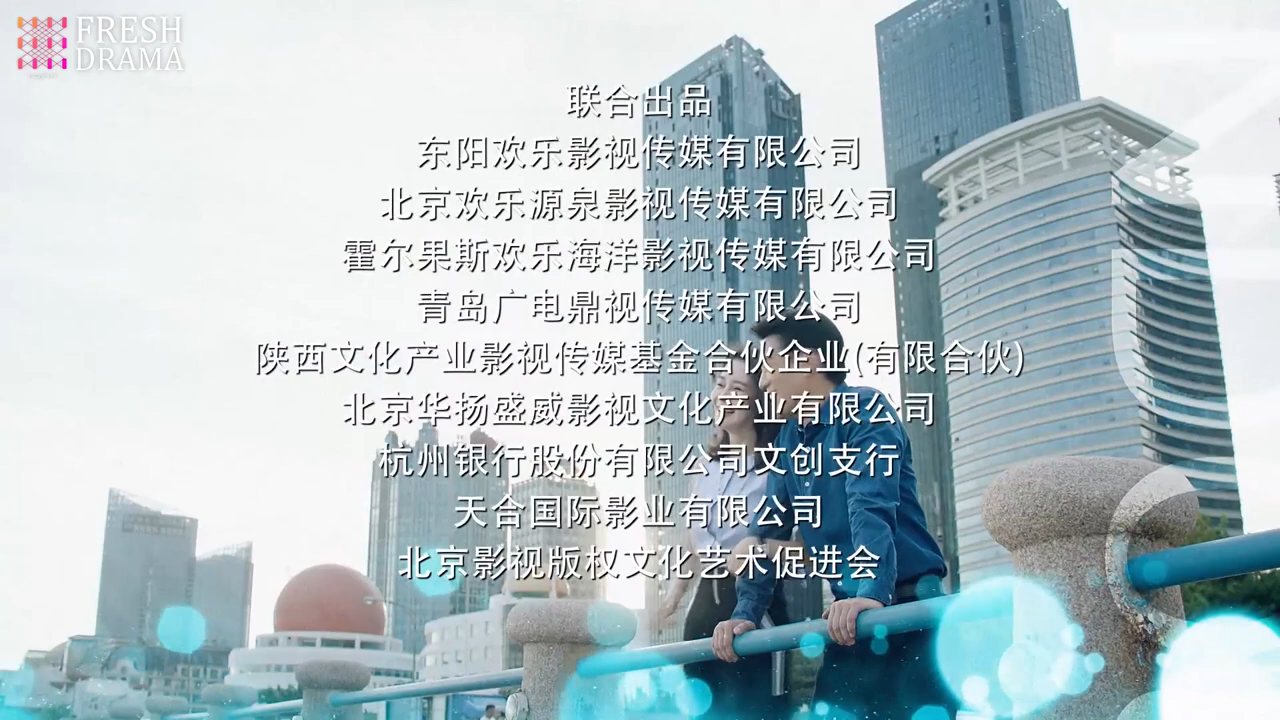 FRESH
DRAMA
联合出品
东阳欢乐影视传媒有限公司
北京欢乐源泉影视传媒有限公司
霍尔果斯欢乐海洋影视传媒有限公司
青岛广电鼎视传媒有限公司
陕西文化产业影视传媒基金合伙企业(有限合伙)
北京华扬盛威影视文化产业有限公司
杭州银行股份有限公司文创支行
天合国际影业有限公司
北京影视版权文化艺术促进会